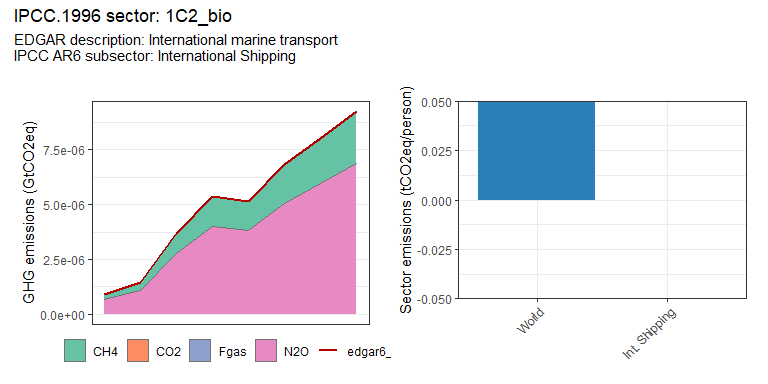 IPCC.1996 sector: 1C2_bio
EDGAR description: International marine transport
IPCC AR6 subsector: International Shipping
GHG emissions (GtCO2eq)
7.5e-06
5.0e-06
2.5e-06
0.0e+00
CH4 CO2 Fgas N2O edgar6_
Sector emissions (tCO2eq/person)
0.050
0.025
0.000
-0.025
-0.050
World
Int. Shipping